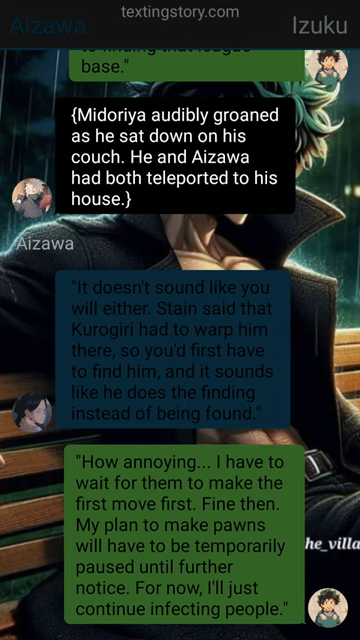 textingstory.com
Aizawa
Izuku
base."
{Midoriya audibly groaned
as he sat down on his
couch. He and Aizawa
had both teleported to his
house.}
Aizawa
"It doesn't sound like you
will either. Stain said that
Kurogiri had to warp him
there, so you'd first have
to find him, and it sounds
like he does the finding
instead of being found."
"How annoying... I have to
wait for them to make the
first move first. Fine then.
My plan to make pawns
will have to be temporarily
paused until further
notice. For now, I'll just
continue infecting people."
he_villa